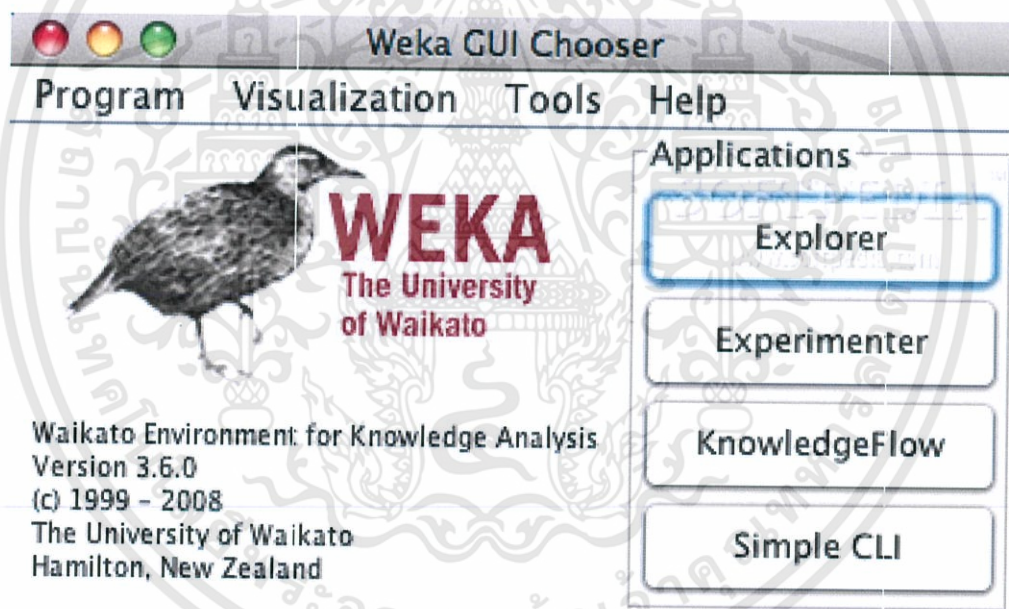 Weka GUI Chooser
Program Visualization Tools Help
WEKA
The University
of Waikato
Waikato Environment for Knowledge Analysis
Version 3.6.0
(c) 1999 – 2008
The University of Waikato
Hamilton, New Zealand
Applications
Explorer
Experimenter
KnowledgeFlow
Simple CLI